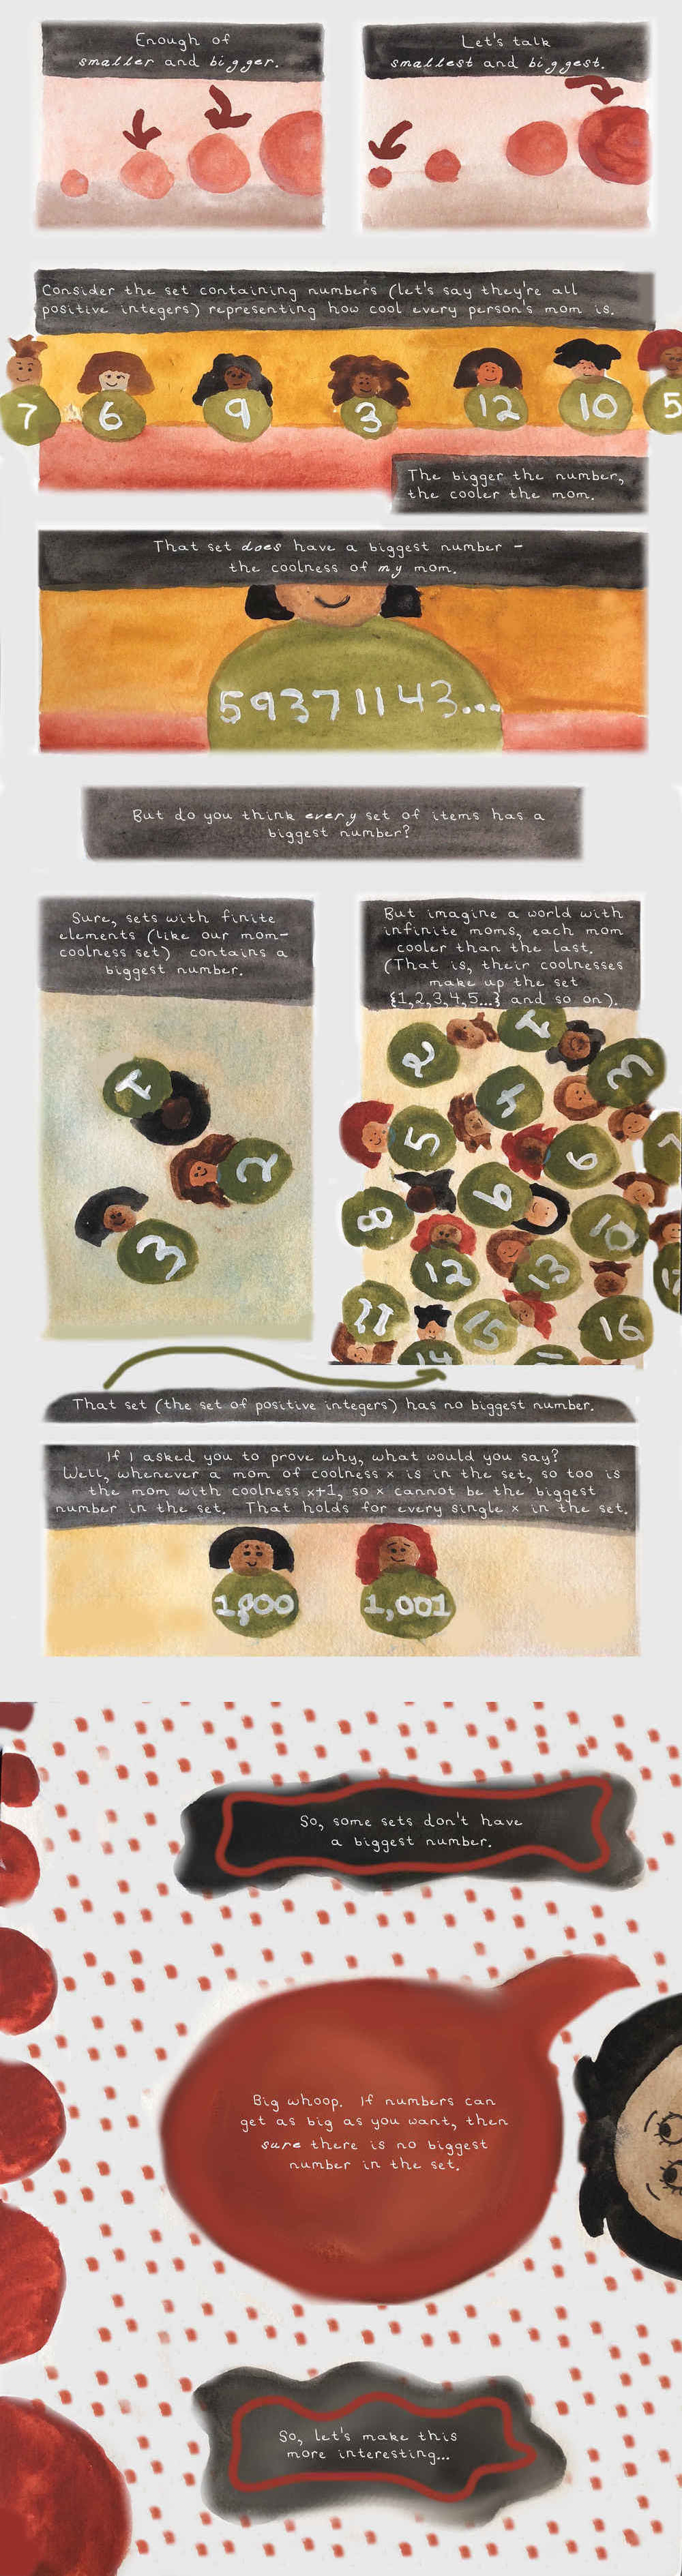 Enough of
smaller and bigger.
Let's talk
smallest and biggest.
Consider the set containing numbers (let's say they're all
positive integers) representing how cool every person's mom is.
7 6 9 3 12 10 5
The bigger the number,
the cooler the mom.
That set does have a biggest number –
the coolness of my mom.
59371143...
But do you think every set of items has a
biggest number?
Sure, sets with finite
elements (like our mom-
coolness set) contains a
biggest number.
1
2
3
But imagine a world with
infinite moms, each mom
cooler than the last.
(That is, their coolnesses
make up the set
{1,2,3,4,5...} and so on).
1
2
3
4
5
6
7
8
9
10
12
13
11
15
16
14
That set (the set of positive integers) has no biggest number.
If I asked you to prove why, what would you say?
Well, whenever a mom of coolness x is in the set, so too is
the mom with coolness x+1, so x cannot be the biggest
number in the set. That holds for every single x in the set.
1,000 1,001
So, some sets don't have
a biggest number.
Big whoop. If numbers can
get as big as you want, then
sure there is no biggest
number in the set.
So, let's make this
more interesting...